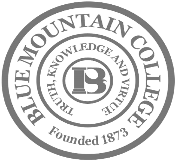 BLUE MOUNTAIN COLLEGE
TRUTH, KNOWLEDGE AND VIRTUE
B
Founded 1873